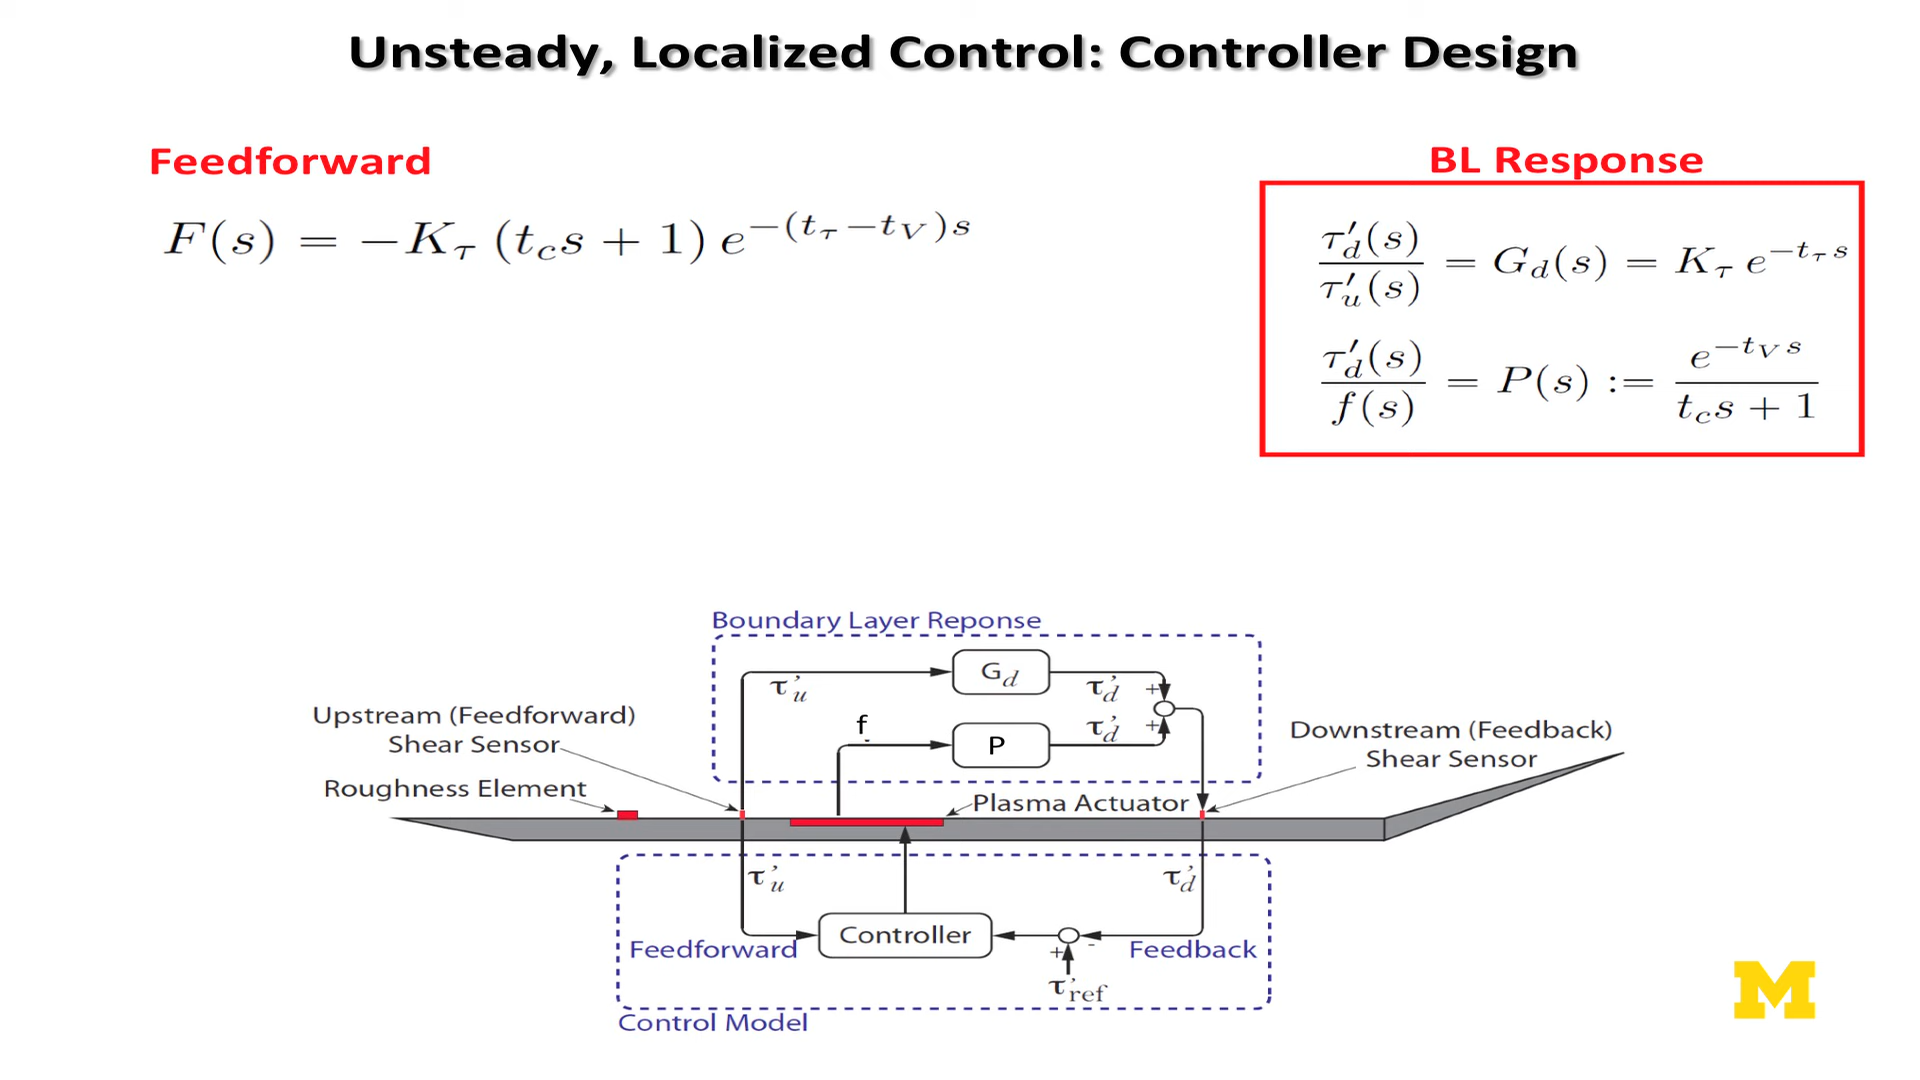 Unsteady, Localized Control: Controller Design
Feedforward
F(s) = −K_τ (t_c s + 1) e^{−(t_τ − t_V)s}
BL Response
τ′_d(s) / τ′_u(s) = G_d(s) = K_τ e^{−t_τ s}
τ′_d(s) / f(s) = P(s) := e^{−t_V s} / (t_c s + 1)
Boundary Layer Reponse
G_d
τ'_u
τ'_d
+
f
P
τ'_d
+
Upstream (Feedforward)
Shear Sensor
Roughness Element
Plasma Actuator
Downstream (Feedback)
Shear Sensor
τ'_u
τ'_d
Controller
Feedforward
+
-
Feedback
τ'_ref
Control Model
M